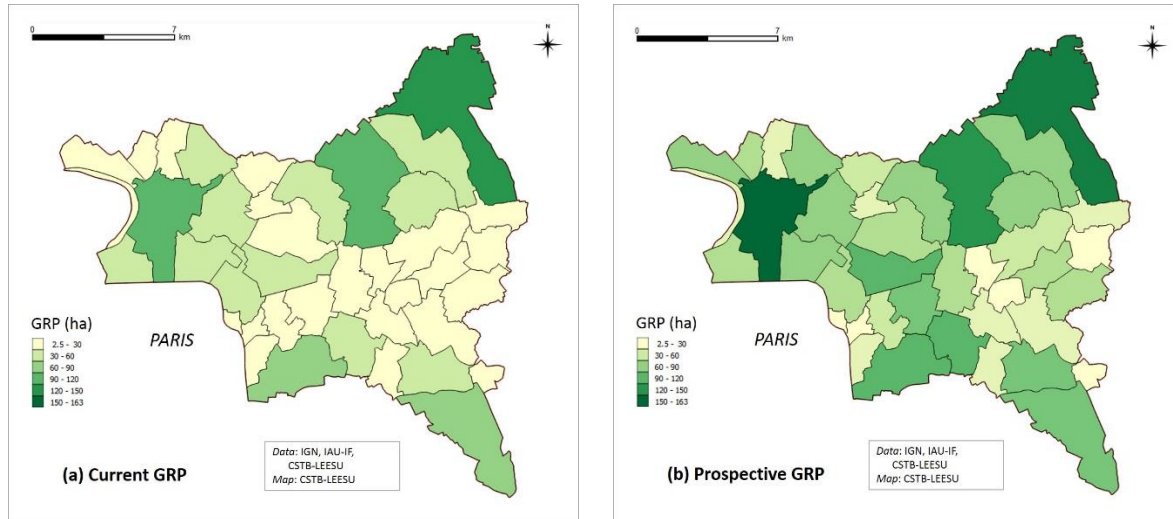 0 7
km
N
PARIS
GRP (ha)
2.5 - 30
30 - 60
60 - 90
90 - 120
120 - 150
150 - 163
(a) Current GRP
Data: IGN, IAU-IF,
CSTB-LEESU
Map: CSTB-LEESU
0 7
km
N
PARIS
GRP (ha)
2.5 - 30
30 - 60
60 - 90
90 - 120
120 - 150
150 - 163
(b) Prospective GRP
Data: IGN, IAU-IF,
CSTB-LEESU
Map: CSTB-LEESU